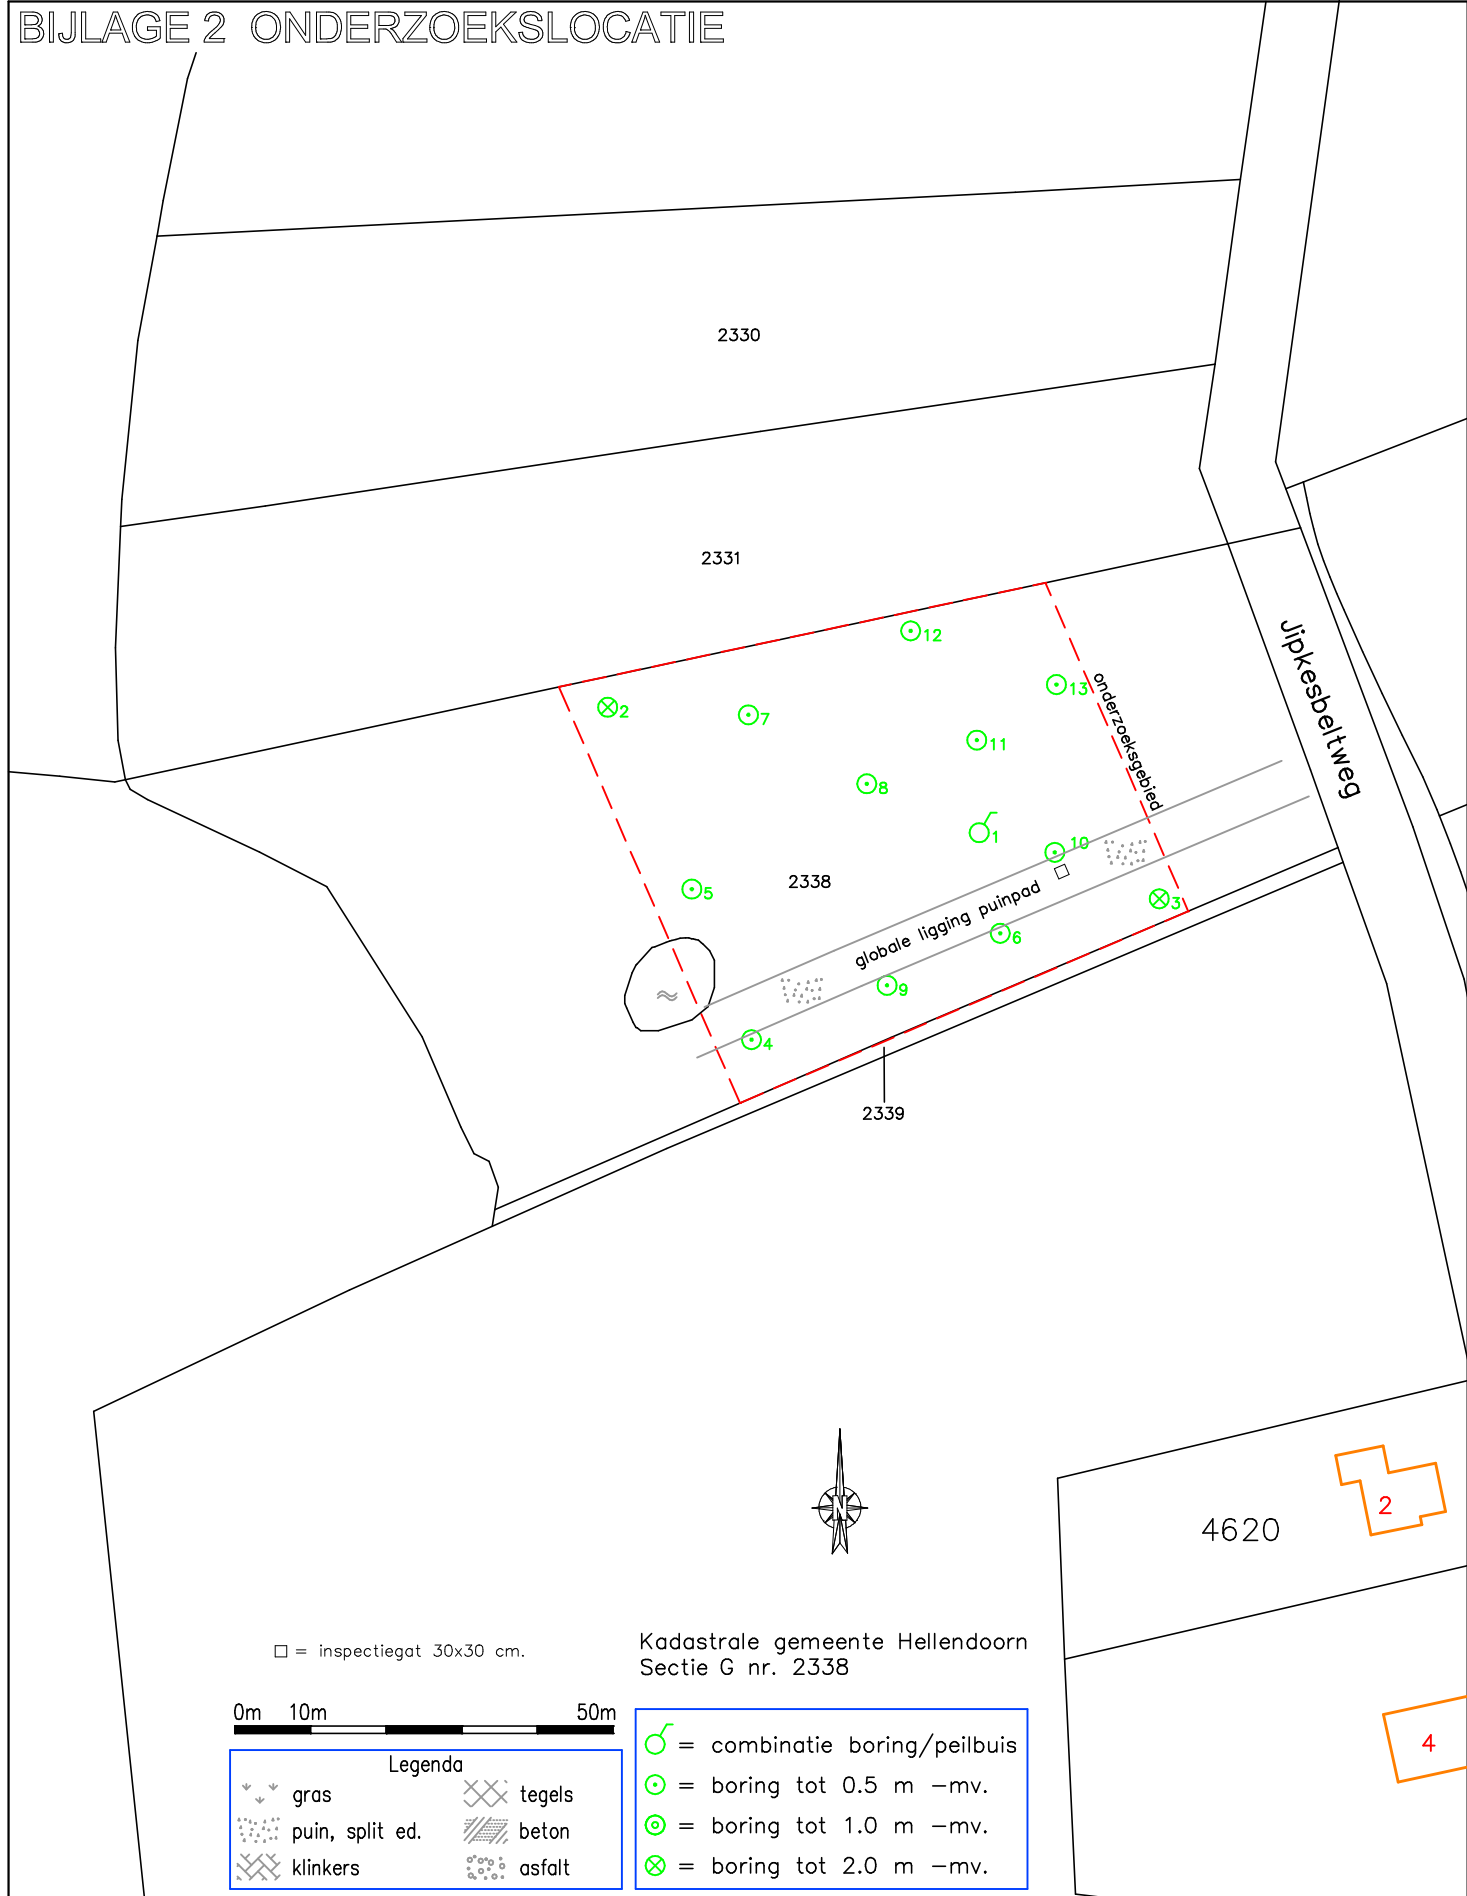 BIJLAGE 2 ONDERZOEKSLOCATIE
2330
2331
Jipkesbeltweg
12
13
onderzoeksgebied
2
7
11
8
1
10
5
2338
3
globale ligging puinpad
6
9
4
2339
N
2
4620
□ = inspectiegat 30x30 cm.
Kadastrale gemeente Hellendoorn
Sectie G nr. 2338
0m 10m 50m
4
Legenda
gras
tegels
puin, split ed.
beton
klinkers
asfalt
= combinatie boring/peilbuis
= boring tot 0.5 m -mv.
= boring tot 1.0 m -mv.
= boring tot 2.0 m -mv.